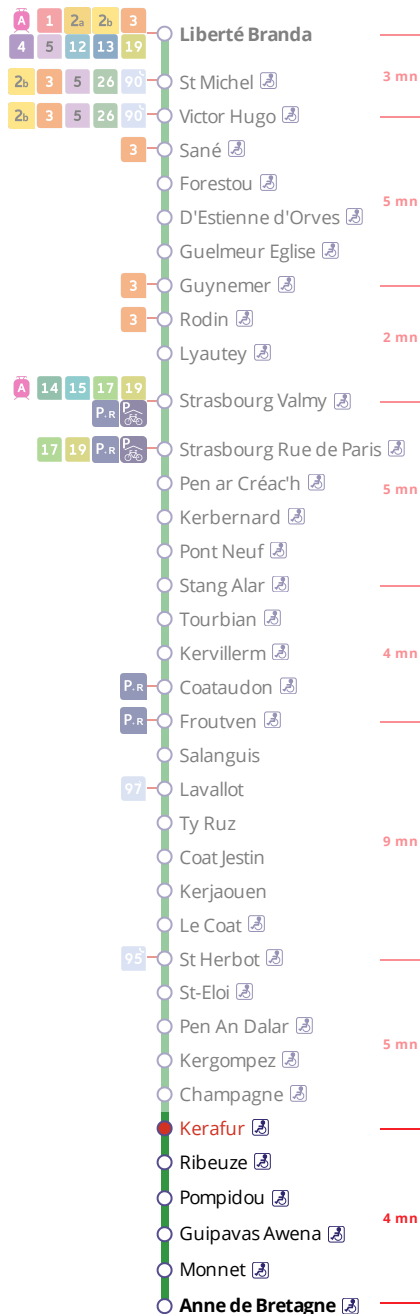 A 1 2a 2b 3
Liberté Branda
4 5 12 13 19
3 mn
2b 3 5 26 90 St Michel
2b 3 5 26 90 Victor Hugo
3 Sané
Forestou
5 mn
D'Estienne d'Orves
Guelmeur Eglise
3 Guynemer
3 Rodin
2 mn
Lyautey
A 14 15 17 19
Strasbourg Valmy
P.R P
17 19 P.R P Strasbourg Rue de Paris
Pen ar Créac'h
5 mn
Kerbernard
Pont Neuf
Stang Alar
Tourbian
Kervillerm
4 mn
P.R Coataudon
P.R Froutven
Salanguis
97 Lavallot
Ty Ruz
9 mn
Coat Jestin
Kerjaouen
Le Coat
95 St Herbot
St-Eloi
Pen An Dalar
5 mn
Kergompez
Champagne
Kerafur
Ribeuze
Pompidou
4 mn
Guipavas Awena
Monnet
Anne de Bretagne